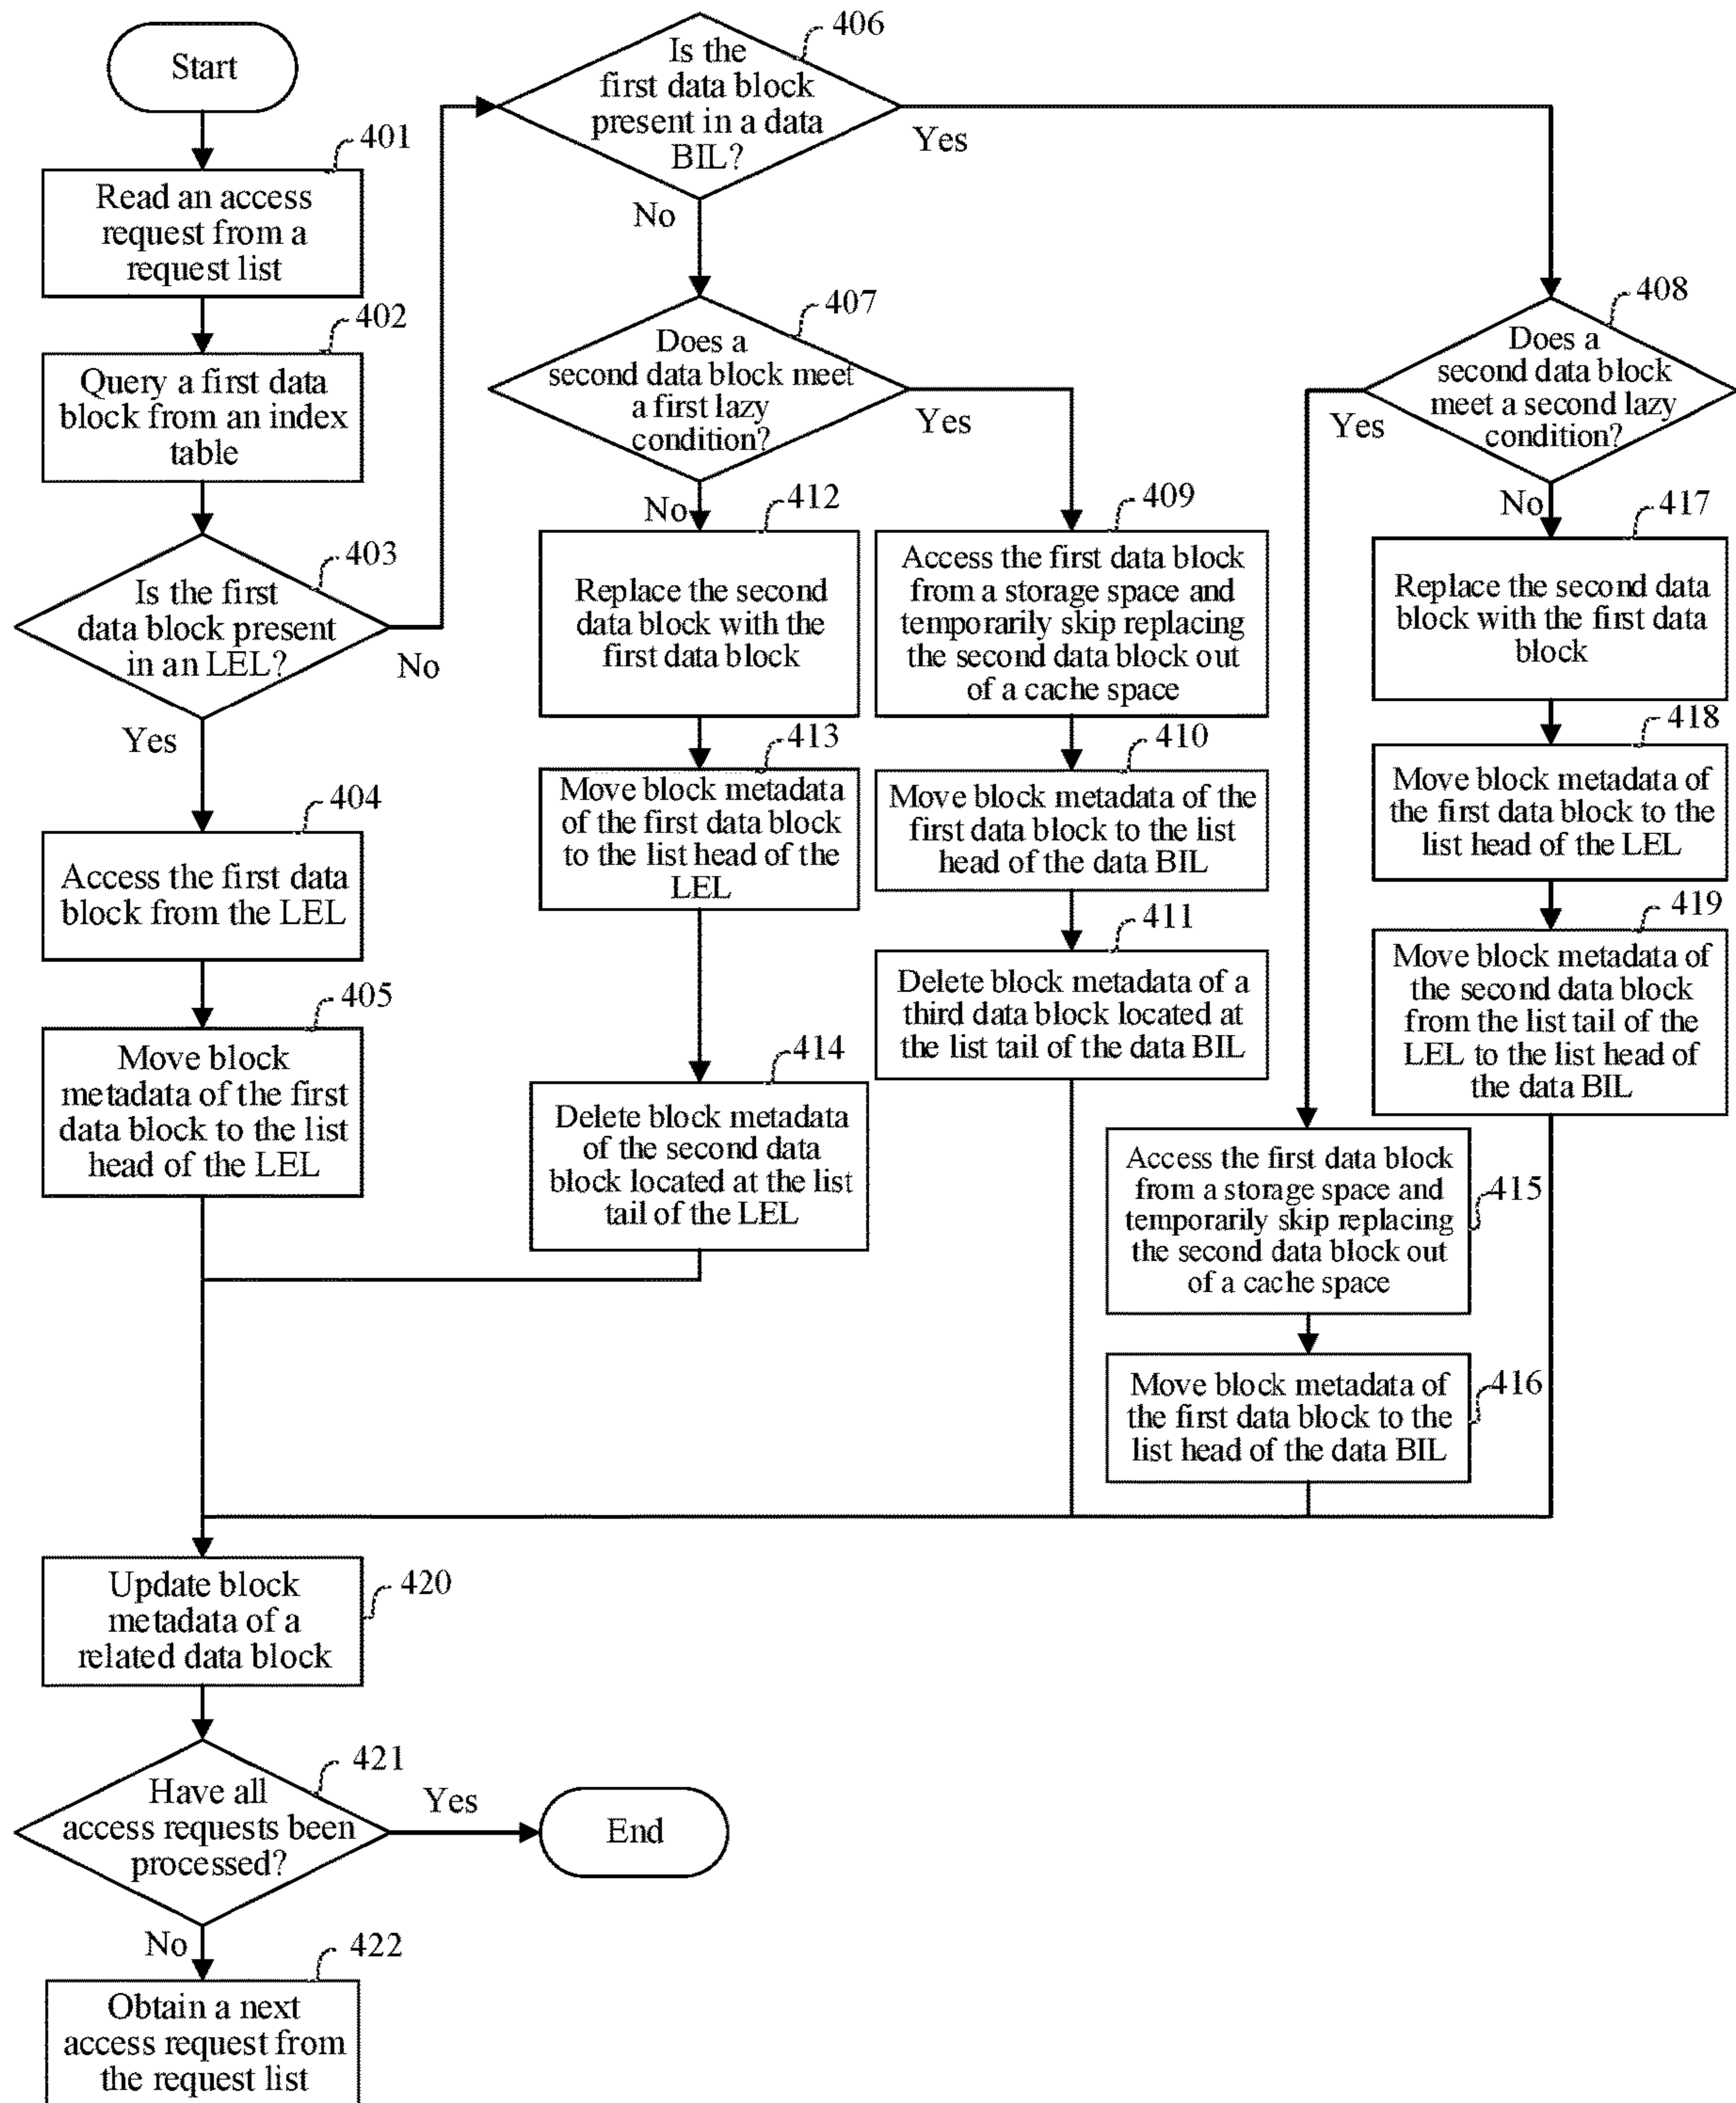 Start
401
Read an access
request from a
request list
402
Query a first data
block from an index
table
403
Is the first
data block present
in an LEL?
No
Yes
404
Access the first data
block from the LEL
405
Move block
metadata of the first
data block to the list
head of the LEL
406
Is the
first data block
present in a data
BIL?
Yes
No
407
Does a
second data block meet
a first lazy
condition?
Yes
No
408
Does a
second data block
meet a second lazy
condition?
Yes
No
409
Access the first data block
from a storage space and
temporarily skip replacing
the second data block out
of a cache space
410
Move block metadata of the
first data block to the list
head of the data BIL
411
Delete block metadata of a
third data block located at
the list tail of the data BIL
412
Replace the second
data block with the
first data block
413
Move block metadata
of the first data block
to the list head of the
LEL
414
Delete block metadata
of the second data
block located at the list
tail of the LEL
415
Access the first data block
from a storage space and
temporarily skip replacing
the second data block out
of a cache space
416
Move block metadata of
the first data block to the
list head of the data BIL
417
Replace the second data
block with the first data
block
418
Move block metadata of
the first data block to the
list head of the LEL
419
Move block metadata of
the second data block
from the list tail of the
LEL to the list head of
the data BIL
420
Update block
metadata of a
related data block
421
Have all
access requests been
processed?
Yes
End
No
422
Obtain a next
access request from
the request list